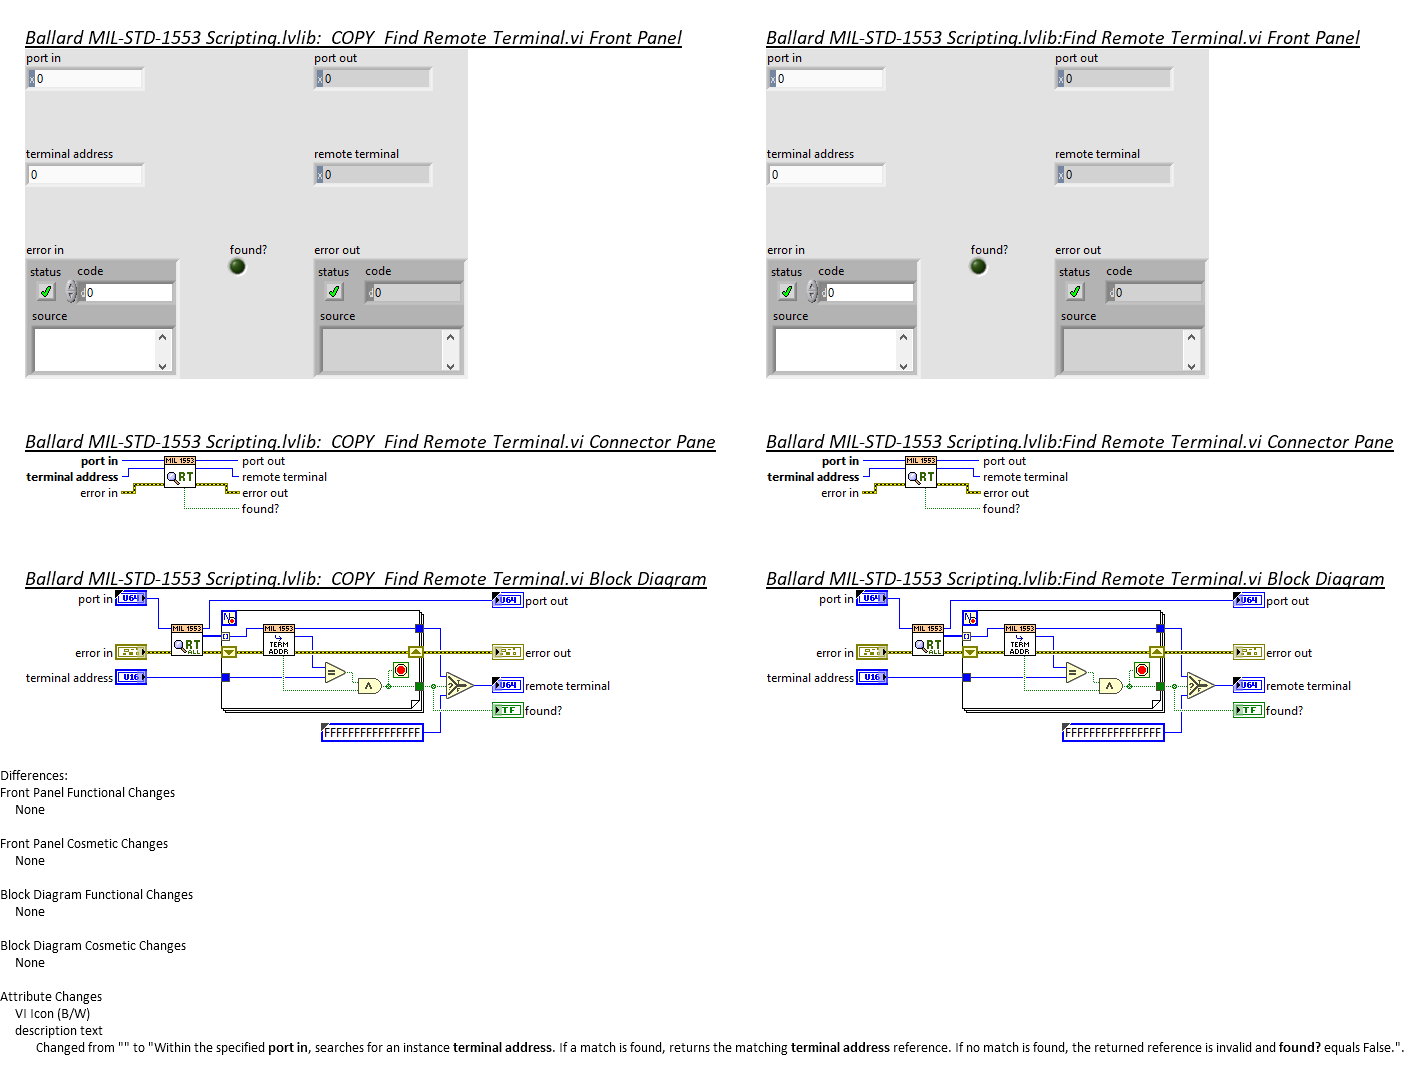 Ballard MIL-STD-1553 Scripting.lvlib:  COPY  Find Remote Terminal.vi Front Panel
port in
port out
x 0
x 0
terminal address
remote terminal
0
x 0
error in
found?
error out
status
code
status
code
d 0
d 0
source
source
Ballard MIL-STD-1553 Scripting.lvlib:Find Remote Terminal.vi Front Panel
port in
port out
x 0
x 0
terminal address
remote terminal
0
x 0
error in
found?
error out
status
code
status
code
d 0
d 0
source
source
Ballard MIL-STD-1553 Scripting.lvlib:  COPY  Find Remote Terminal.vi Connector Pane
port in
MIL 1553
port out
terminal address
RT
remote terminal
error in
error out
found?
Ballard MIL-STD-1553 Scripting.lvlib:Find Remote Terminal.vi Connector Pane
port in
MIL 1553
port out
terminal address
RT
remote terminal
error in
error out
found?
Ballard MIL-STD-1553 Scripting.lvlib:  COPY  Find Remote Terminal.vi Block Diagram
port in
U64
U64
port out
N
MIL 1553
RT
ALL
MIL 1553
TERM
ADDR
error in
error out
terminal address
U16
=
∧
?
T
F
U64
remote terminal
TF
found?
FFFFFFFFFFFFFFFF
Ballard MIL-STD-1553 Scripting.lvlib:Find Remote Terminal.vi Block Diagram
port in
U64
U64
port out
N
MIL 1553
RT
ALL
MIL 1553
TERM
ADDR
error in
error out
terminal address
U16
=
∧
?
T
F
U64
remote terminal
TF
found?
FFFFFFFFFFFFFFFF
Differences:
Front Panel Functional Changes
None
Front Panel Cosmetic Changes
None
Block Diagram Functional Changes
None
Block Diagram Cosmetic Changes
None
Attribute Changes
VI Icon (B/W)
description text
Changed from "" to "Within the specified port in, searches for an instance terminal address. If a match is found, returns the matching terminal address reference. If no match is found, the returned reference is invalid and found? equals False.".